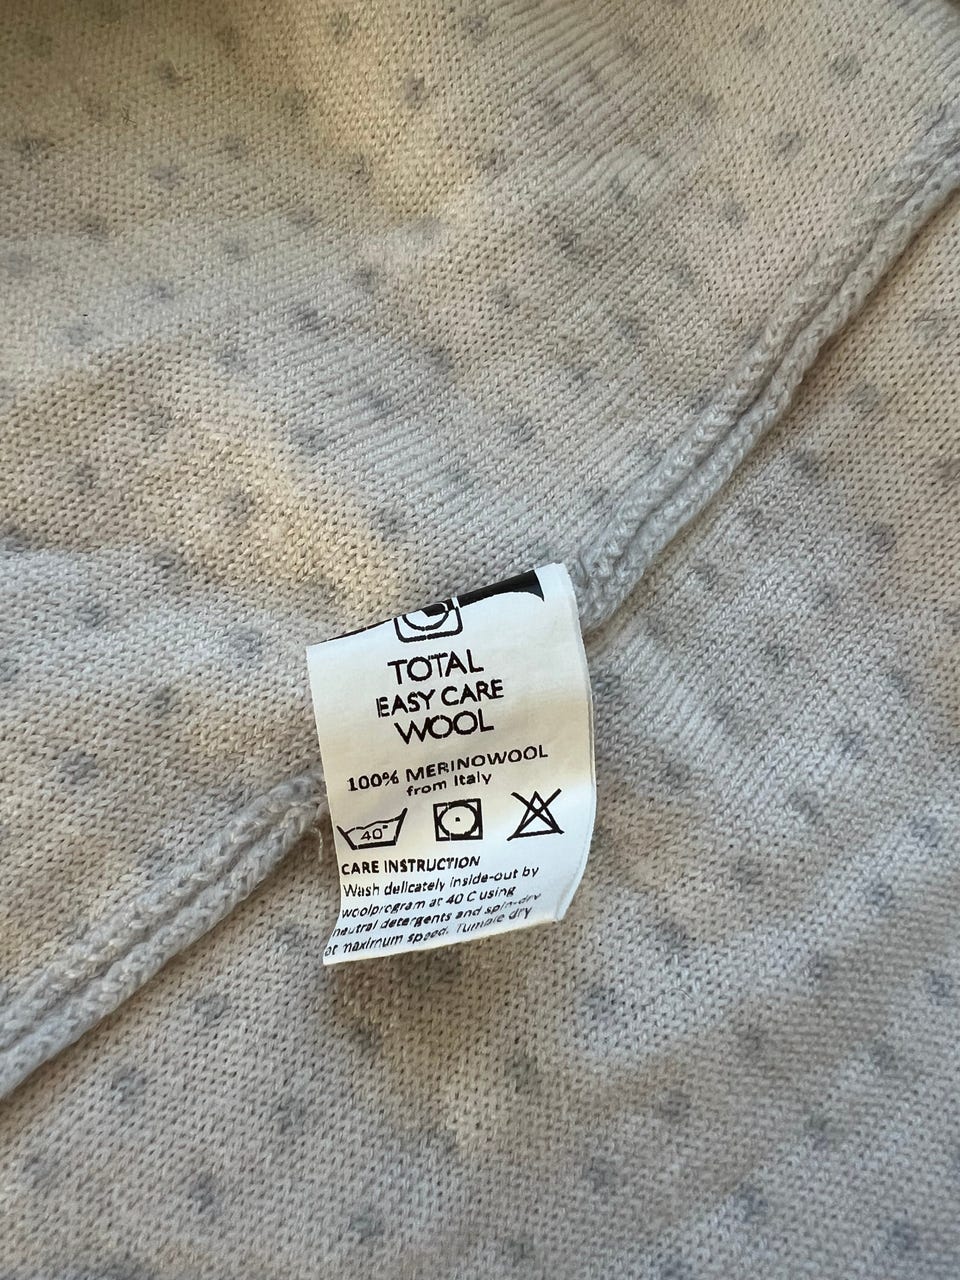 TOTAL
EASY CARE
WOOL
100% MERINOWOOL
from Italy
40°
CARE INSTRUCTION
Wash delicately inside-out by
woolprogram at 40 C using
neutral detergents and spin-dry
at maximum speed. Tumble dry